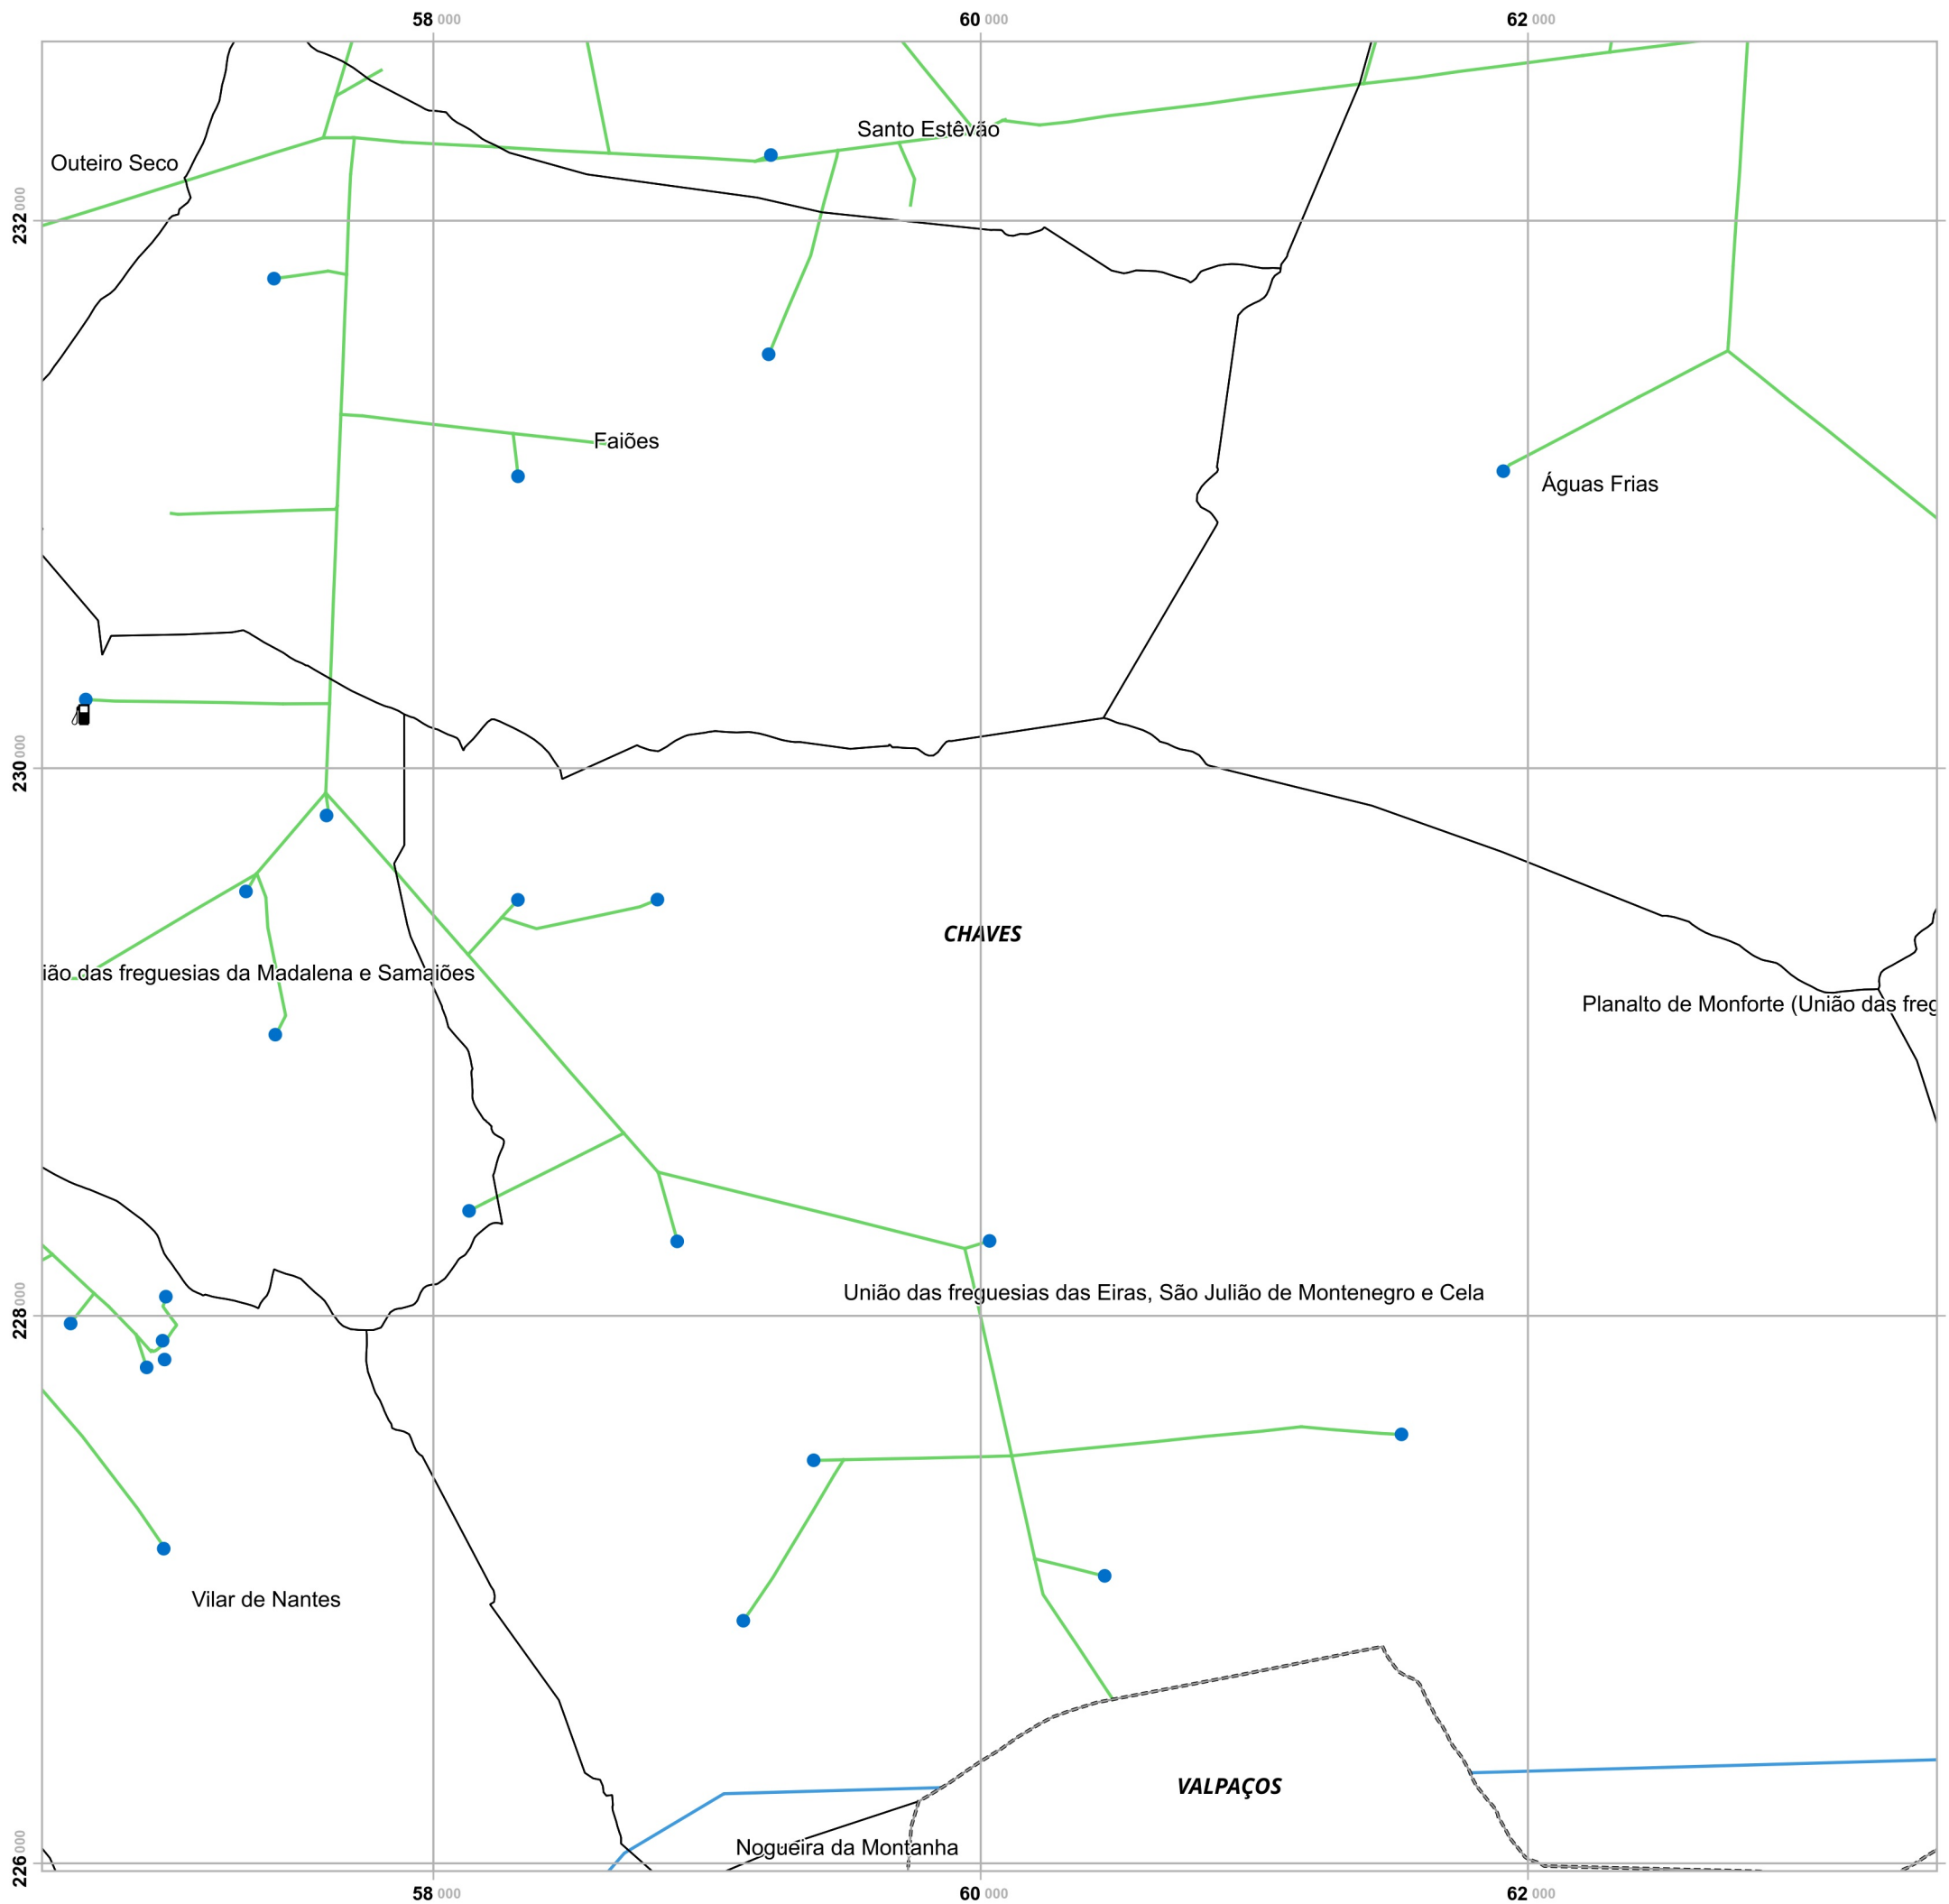 58 000 60 000 62 000
Santo Estêvão
Outeiro Seco
232 000
Faiões
Águas Frias
230 000
CHAVES
ião das freguesias da Madalena e Samaiões
Planalto de Monforte (União das freg
União das freguesias das Eiras, São Julião de Montenegro e Cela
228 000
Vilar de Nantes
VALPAÇOS
Nogueira da Montanha
226 000
58 000 60 000 62 000